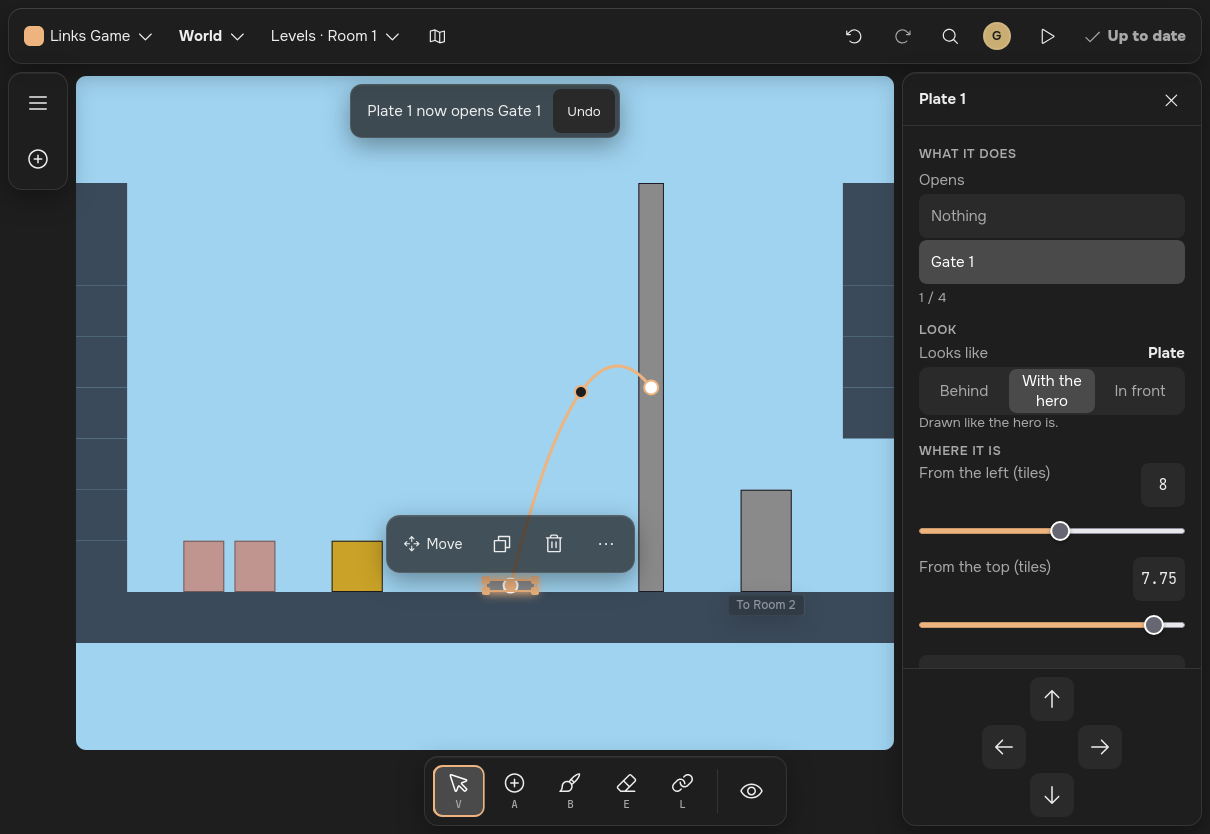 Links Game
World
Levels · Room 1
G
Up to date
Plate 1 now opens Gate 1
Undo
Move
To Room 2
V
A
B
E
L
Plate 1
WHAT IT DOES
Opens
Nothing
Gate 1
1 / 4
LOOK
Looks like
Plate
Behind
With the
hero
In front
Drawn like the hero is.
WHERE IT IS
From the left (tiles)
8
From the top (tiles)
7.75